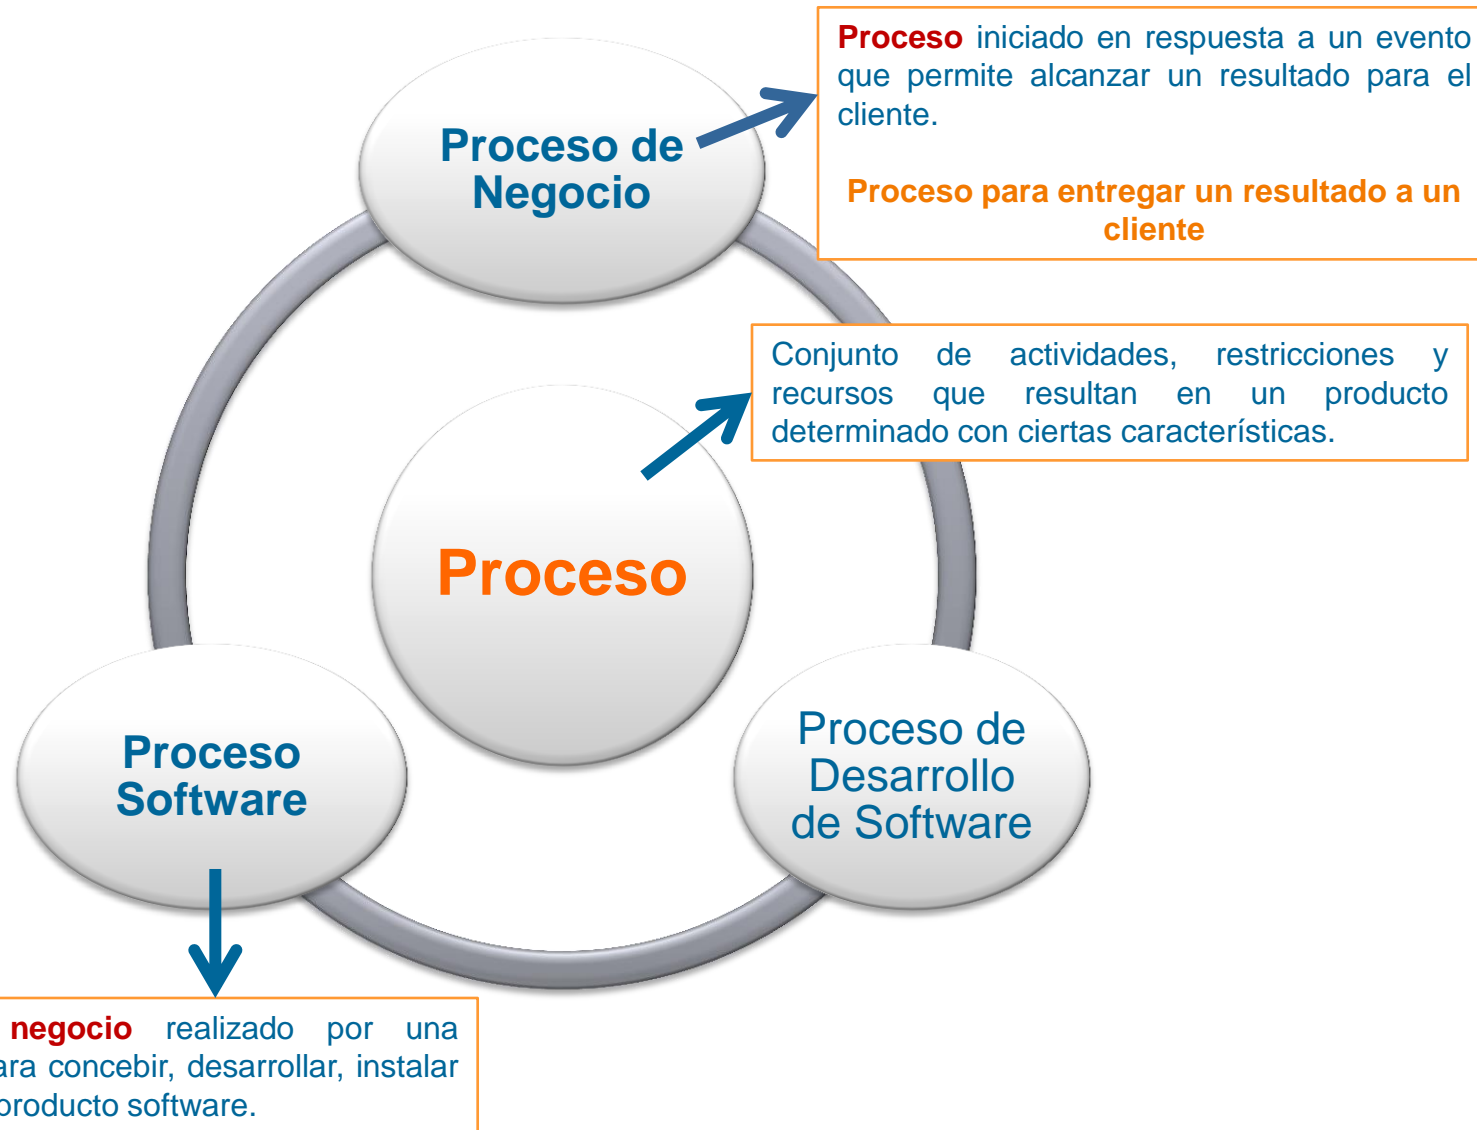 Proceso iniciado en respuesta a un evento
que permite alcanzar un resultado para el
cliente.
Proceso para entregar un resultado a un
cliente
Proceso de
Negocio
Conjunto de actividades, restricciones y
recursos que resultan en un producto
determinado con ciertas características.
Proceso
Proceso
Software
Proceso de
Desarrollo
de Software
negocio realizado por una
concebir, desarrollar, instalar
producto software.